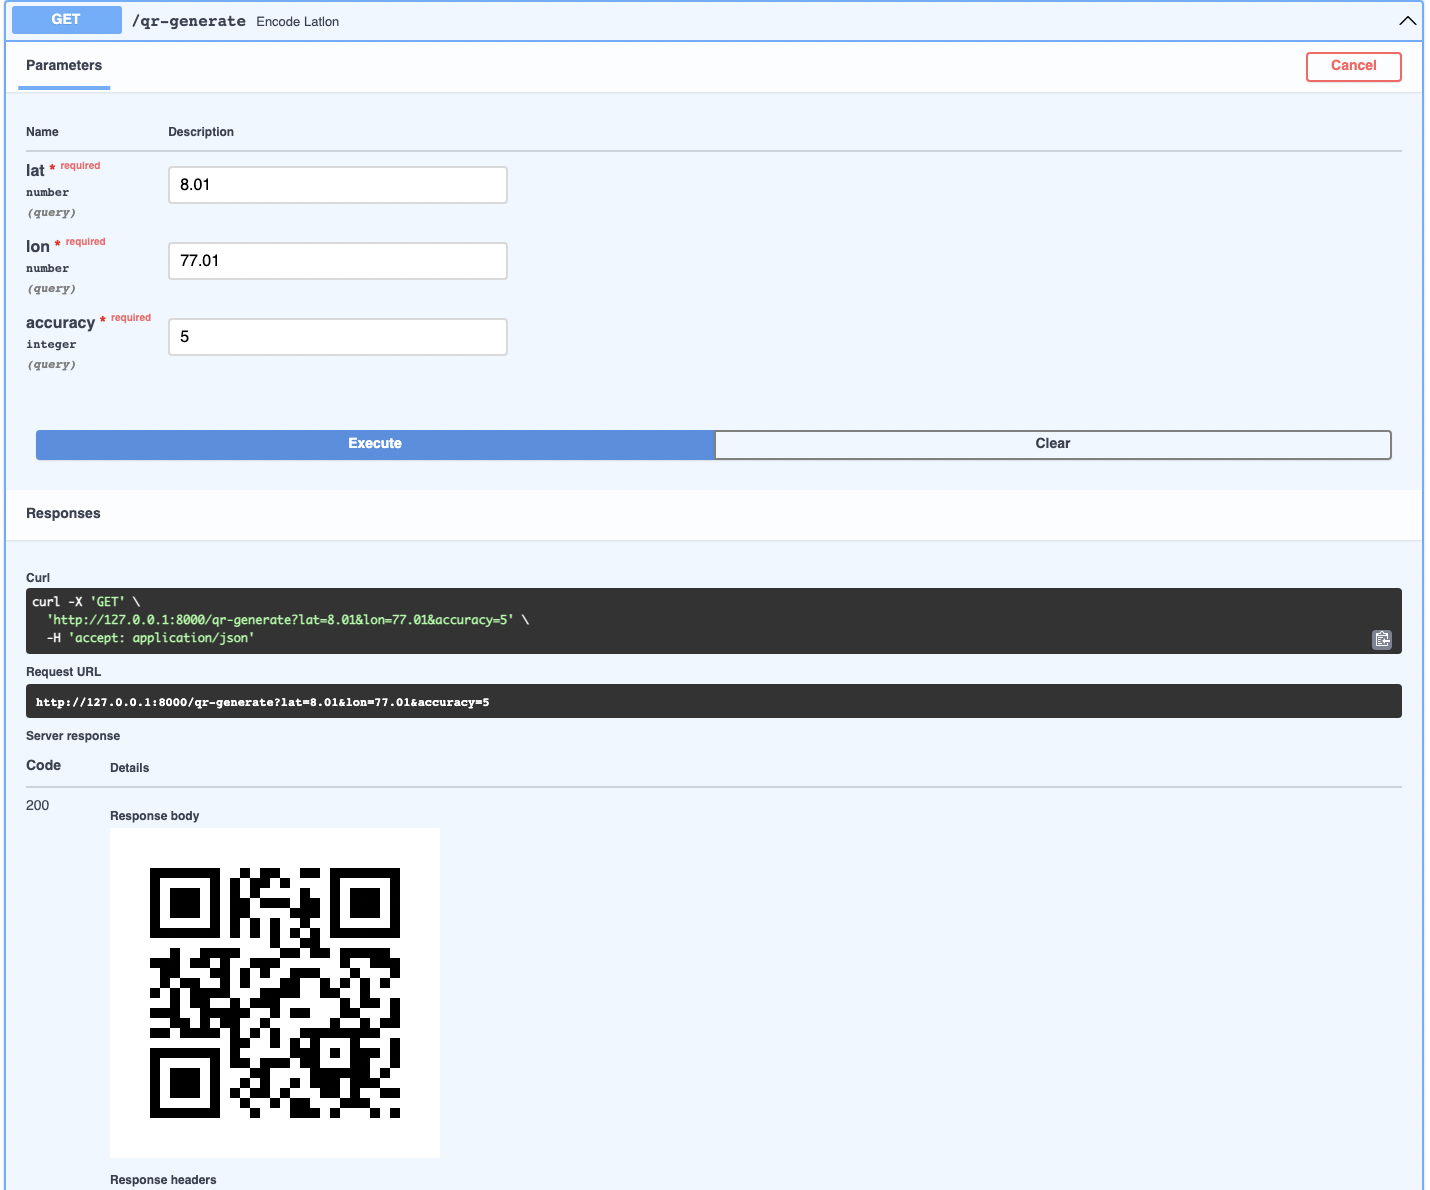 GET /qr-generate Encode Latlon
Parameters
Cancel
Name Description
lat * required
number
(query)
8.01
lon * required
number
(query)
77.01
accuracy * required
integer
(query)
5
Execute
Clear
Responses
Curl
curl -X 'GET' \
'http://127.0.0.1:8000/qr-generate?lat=8.01&lon=77.01&accuracy=5' \
-H 'accept: application/json'
Request URL
http://127.0.0.1:8000/qr-generate?lat=8.01&lon=77.01&accuracy=5
Server response
Code Details
200
Response body
Response headers